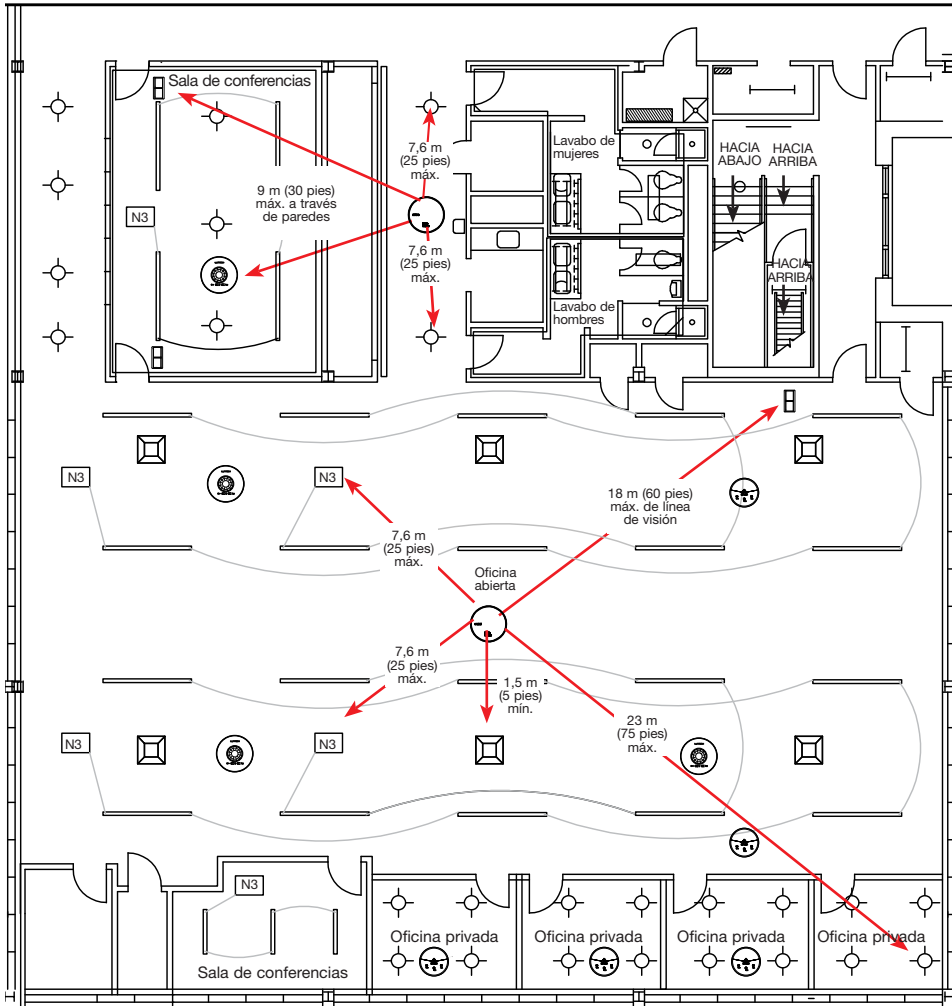 Sala de conferencias
7,6 m
(25 pies)
máx.
9 m (30 pies)
máx. a través
de paredes
N3
7,6 m
(25 pies)
máx.
Lavabo de
mujeres
Lavabo de
hombres
HACIA
ABAJO
HACIA
ARRIBA
HACIA
ARRIBA
N3
N3
18 m (60 pies)
máx. de línea
de visión
7,6 m
(25 pies)
máx.
Oficina
abierta
7,6 m
(25 pies)
máx.
1,5 m
(5 pies)
mín.
23 m
(75 pies)
máx.
N3
N3
N3
Sala de conferencias
Oficina privada
Oficina privada
Oficina privada
Oficina privada